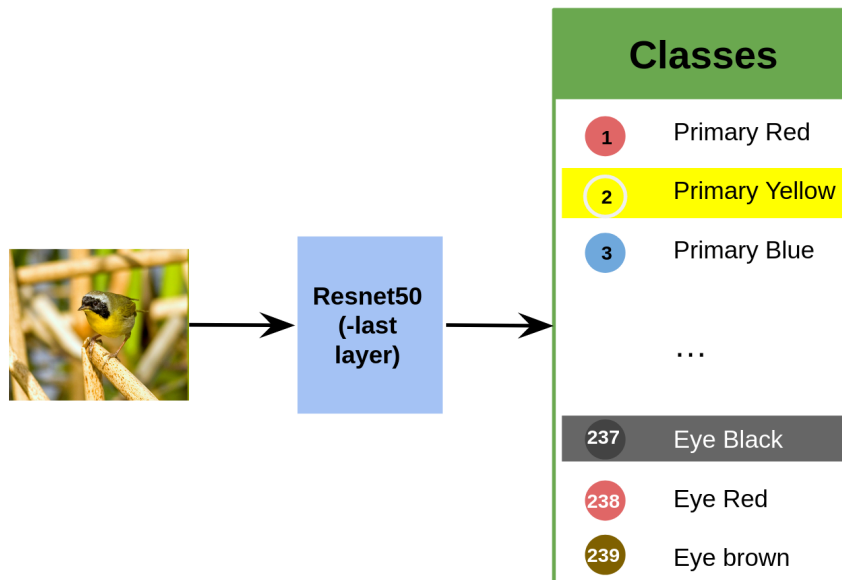 Classes
1 Primary Red
2 Primary Yellow
3 Primary Blue
Resnet50
(-last
layer)
...
237 Eye Black
238 Eye Red
239 Eye brown